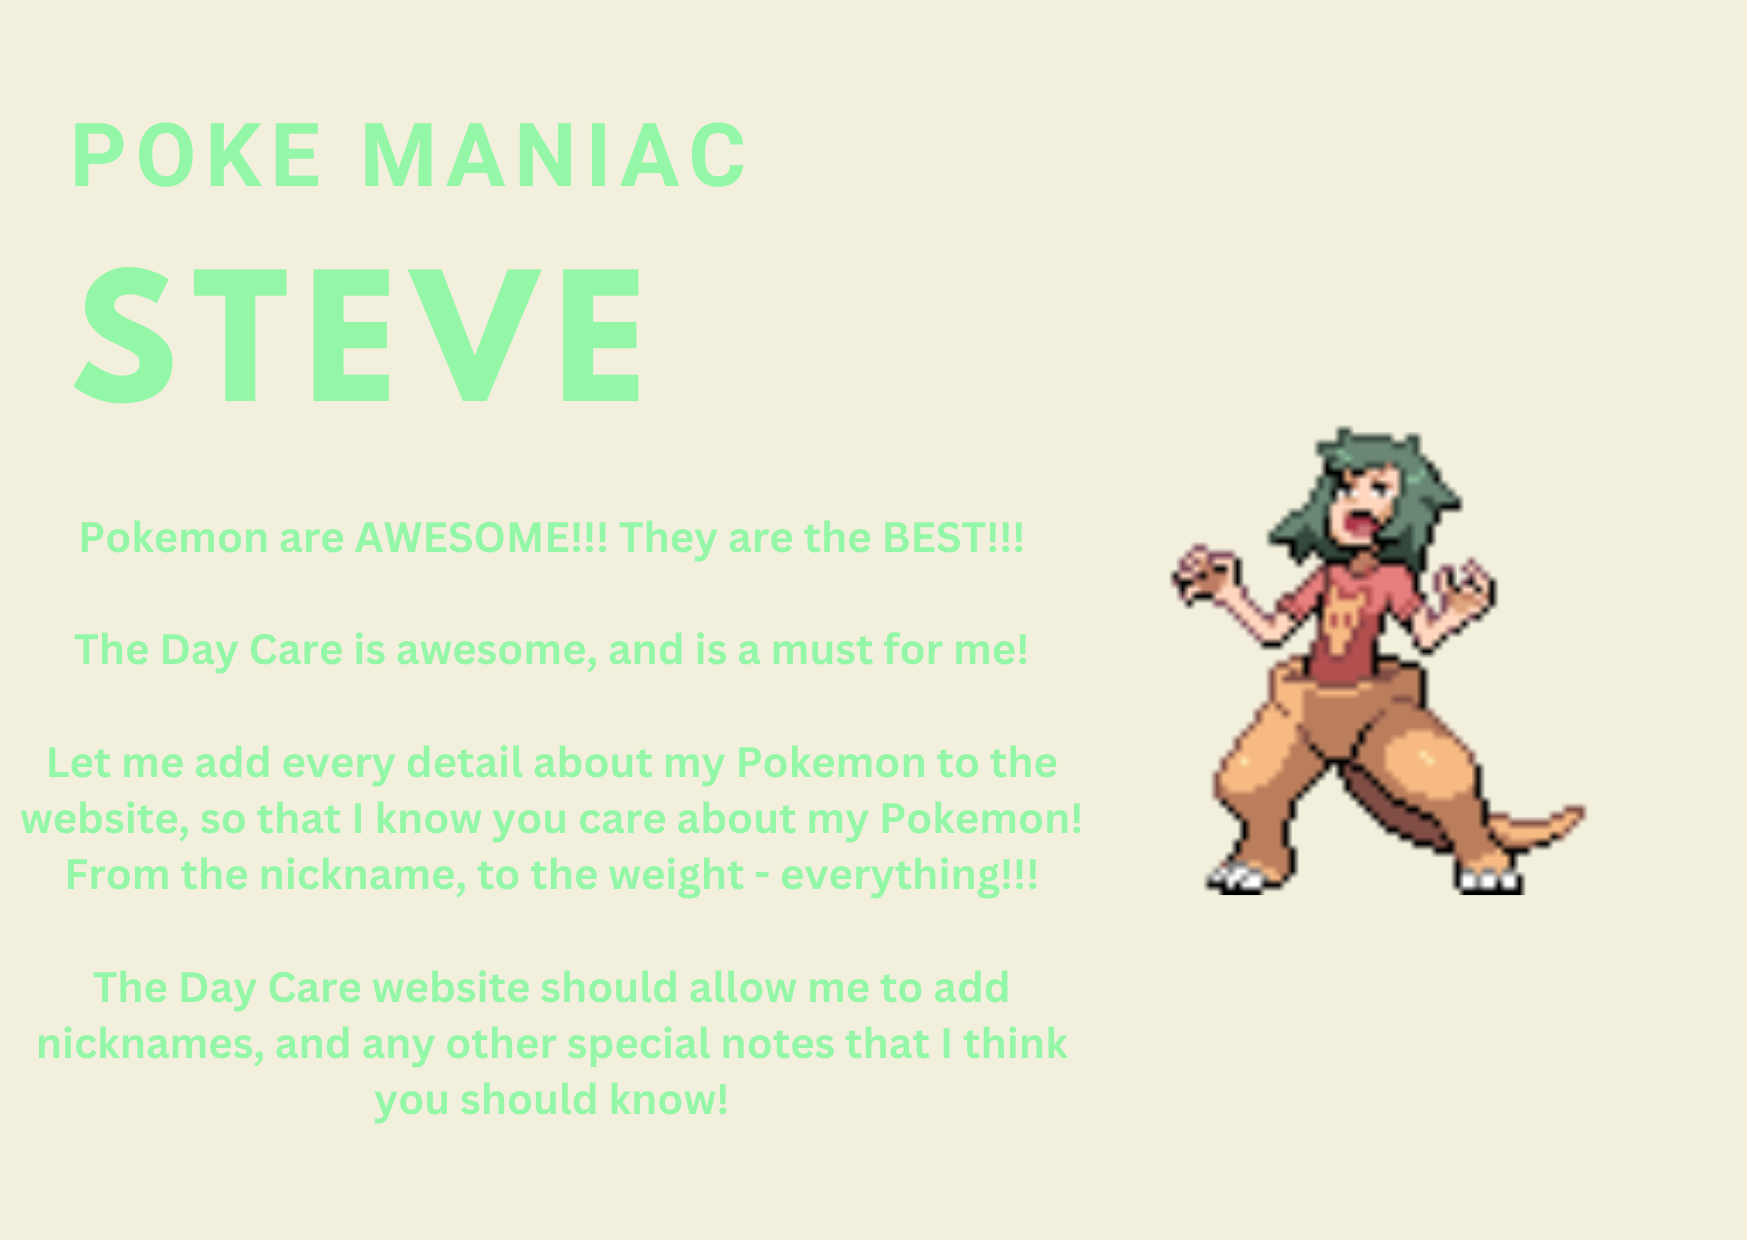 POKE MANIAC
STEVE
Pokemon are AWESOME!!! They are the BEST!!!
The Day Care is awesome, and is a must for me!
Let me add every detail about my Pokemon to the
website, so that I know you care about my Pokemon!
From the nickname, to the weight - everything!!!
The Day Care website should allow me to add
nicknames, and any other special notes that I think
you should know!